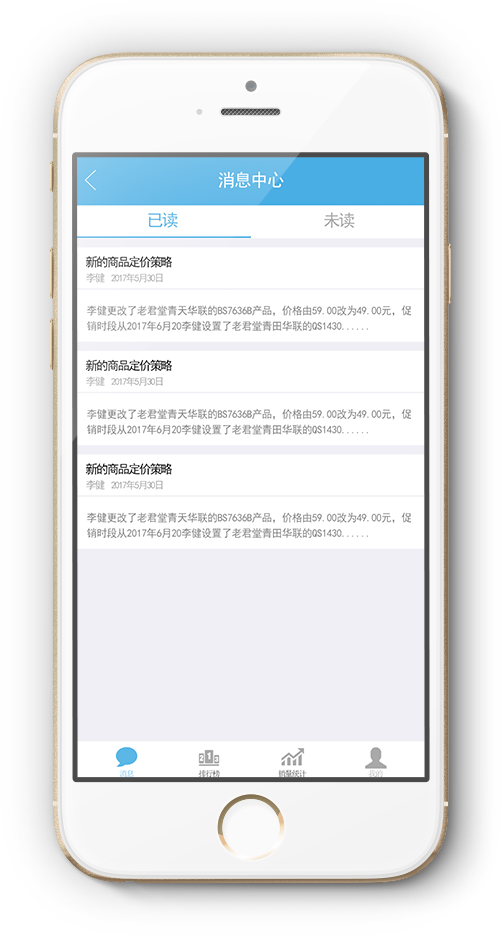 消息中心
已读 未读
新的商品定价策略
李健 2017年5月30日
李健更改了老君堂青天华联的BS7636B产品，价格由59.00改为49.00元，促
销时段从2017年6月20李健设置了老君堂青田华联的QS1430......
新的商品定价策略
李健 2017年5月30日
李健更改了老君堂青天华联的BS7636B产品，价格由59.00改为49.00元，促
销时段从2017年6月20李健设置了老君堂青田华联的QS1430......
新的商品定价策略
李健 2017年5月30日
李健更改了老君堂青天华联的BS7636B产品，价格由59.00改为49.00元，促
销时段从2017年6月20李健设置了老君堂青田华联的QS1430......
2 1 3
消息 排行榜 销量统计 我的